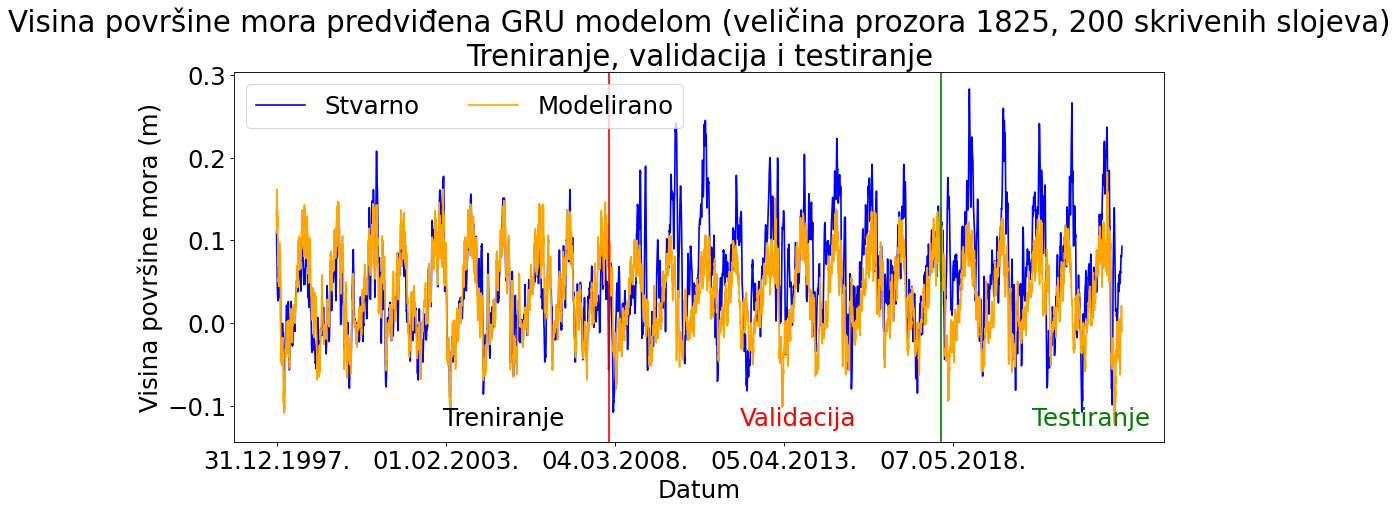 Visina površine mora predviđena GRU modelom (veličina prozora 1825, 200 skrivenih slojeva)
Treniranje, validacija i testiranje
Stvarno
Modelirano
Visina površine mora (m)
0.3
0.2
0.1
0.0
−0.1
Treniranje
Validacija
Testiranje
31.12.1997.
01.02.2003.
04.03.2008.
05.04.2013.
07.05.2018.
Datum